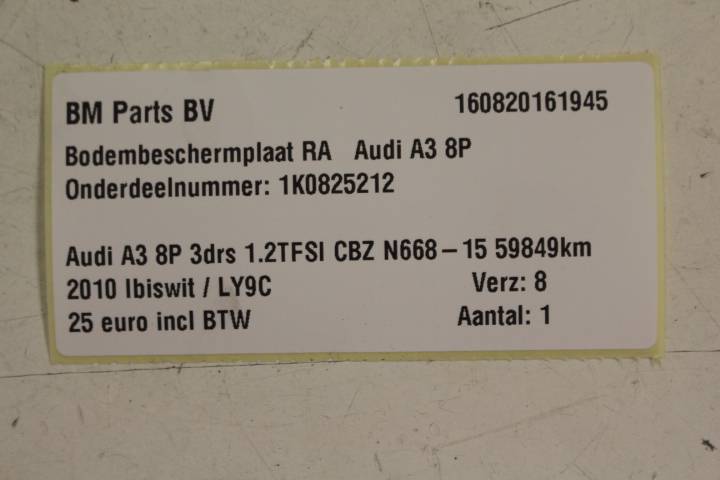 BM Parts BV 160820161945
Bodembeschermplaat RA Audi A3 8P
Onderdeelnummer: 1K0825212
Audi A3 8P 3drs 1.2TFSI CBZ N668-15 59849km
2010 Ibiswit / LY9C Verz: 8
25 euro incl BTW Aantal: 1